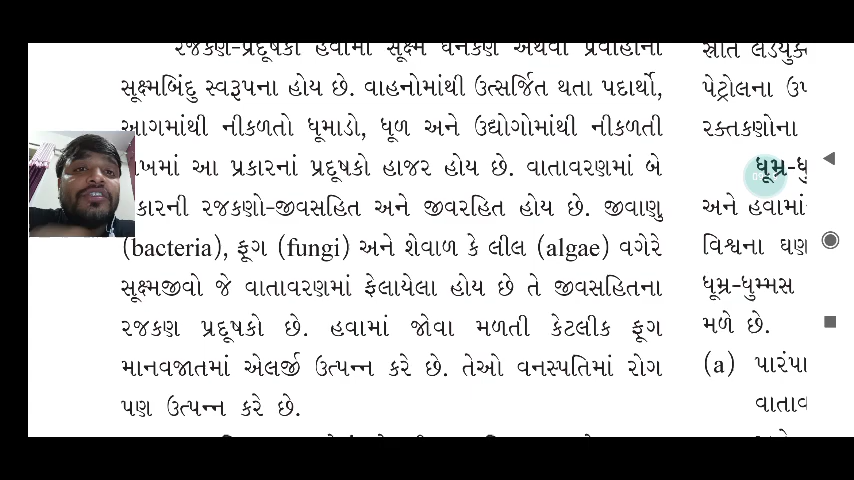 રજકણ-પ્રદૂષકો હવામાં સૂક્ષ્મ ઘનકણ અથવા પ્રવાહીના
સૂક્ષ્મબિંદુ સ્વરૂપના હોય છે. વાહનોમાંથી ઉત્સર્જિત થતા પદાર્થો,
આગમાંથી નીકળતો ધૂમાડો, ધૂળ અને ઉદ્યોગોમાંથી નીકળતી
આ પ્રકારનાં પ્રદૂષકો હાજર હોય છે. વાતાવરણમાં બે
રજકણો-જીવસહિત અને જીવરહિત હોય છે. જીવાણુ
(bacteria), ફૂગ (fungi) અને શેવાળ કે લીલ (algae) વગેરે
સૂક્ષ્મજીવો જે વાતાવરણમાં ફેલાયેલા હોય છે તે જીવસહિતના
રજકણ પ્રદૂષકો છે. હવામાં જોવા મળતી કેટલીક ફૂગ
માનવજાતમાં એલર્જી ઉત્પન્ન કરે છે. તેઓ વનસ્પતિમાં રોગ
પણ ઉત્પન્ન કરે છે.
પેટ્રોલના
રક્તકણોના
ધૂમ્ર-
અને હવામાં
વિશ્વના
ધૂમ્ર-ધુમ્મસ
મળે છે.
(a)